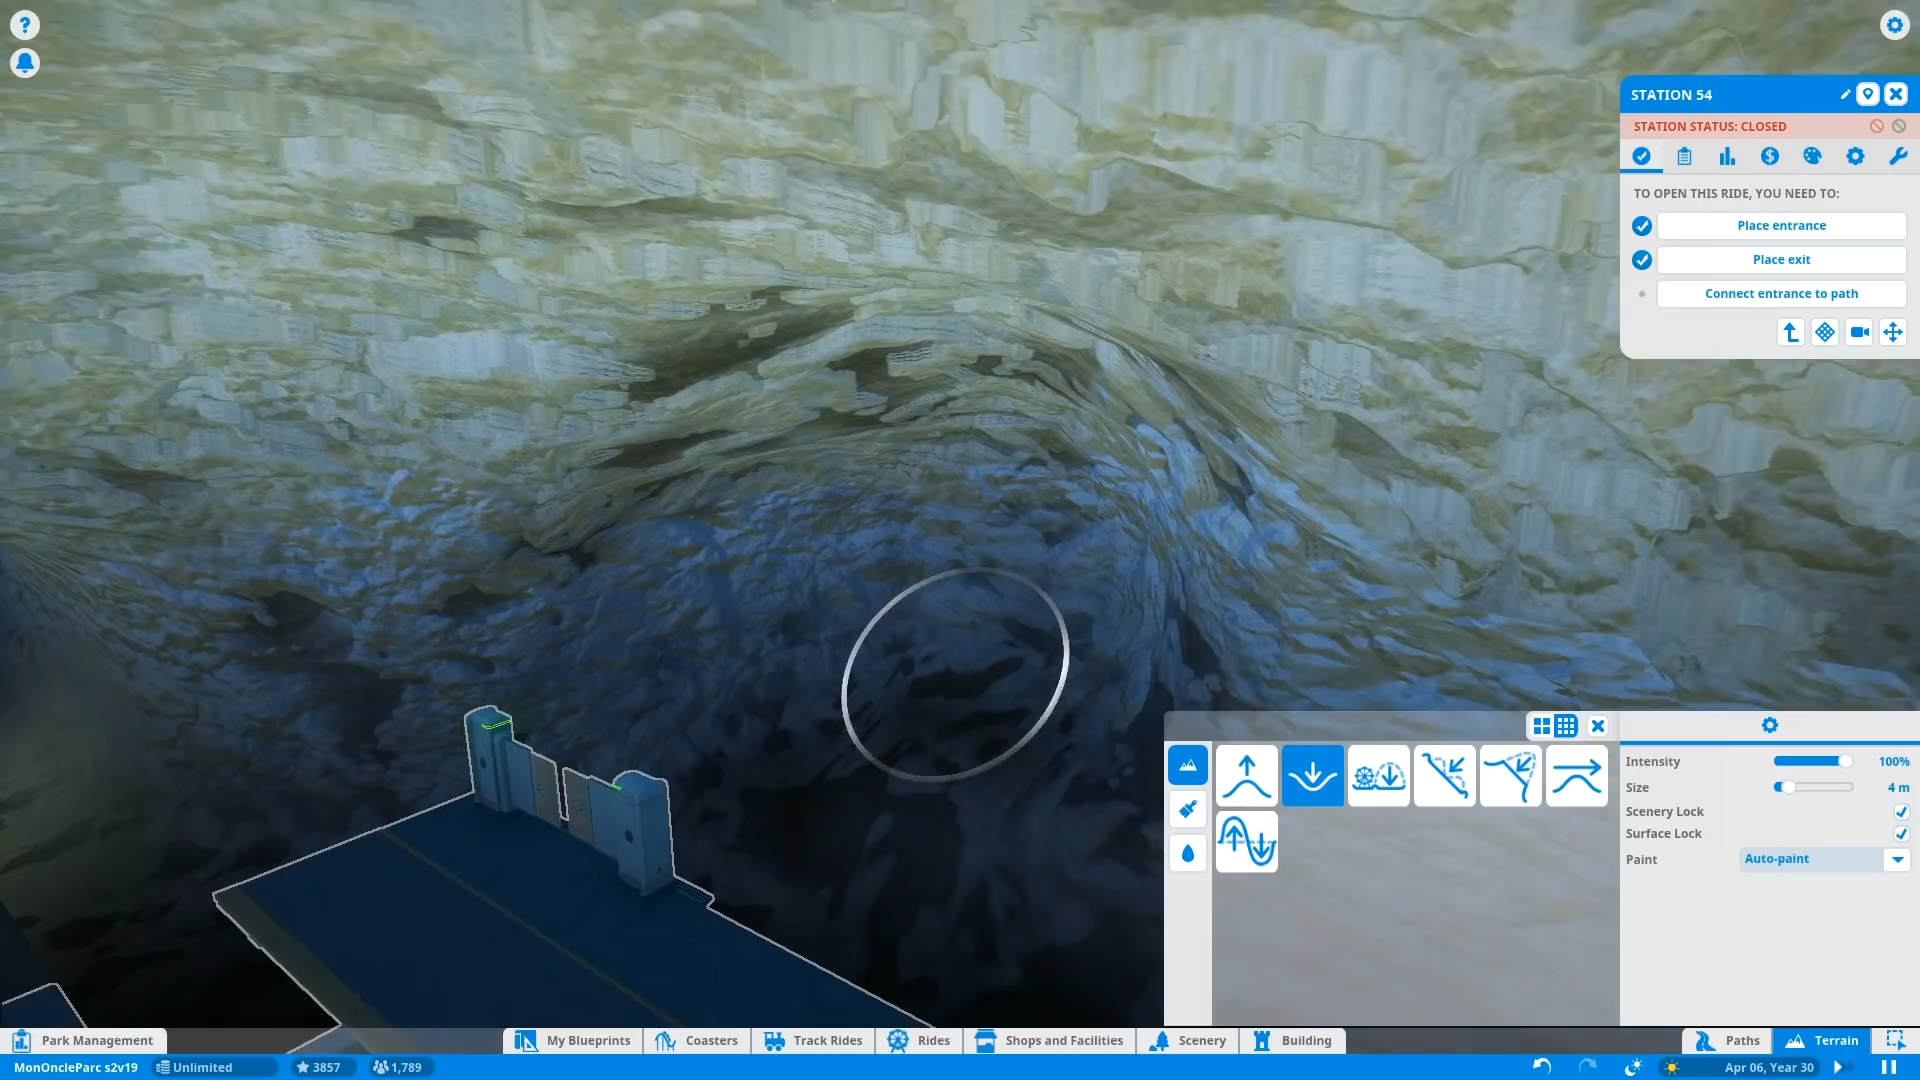 STATION 54
STATION STATUS: CLOSED
TO OPEN THIS RIDE, YOU NEED TO:
Place entrance
Place exit
Connect entrance to path
Intensity 100%
Size 4 m
Scenery Lock
Surface Lock
Paint Auto-paint
Park Management My Blueprints Coasters Track Rides Rides Shops and Facilities Scenery Building Paths Terrain
MonOncleParc s2v19 Unlimited 3857 1,789 Apr 06, Year 30